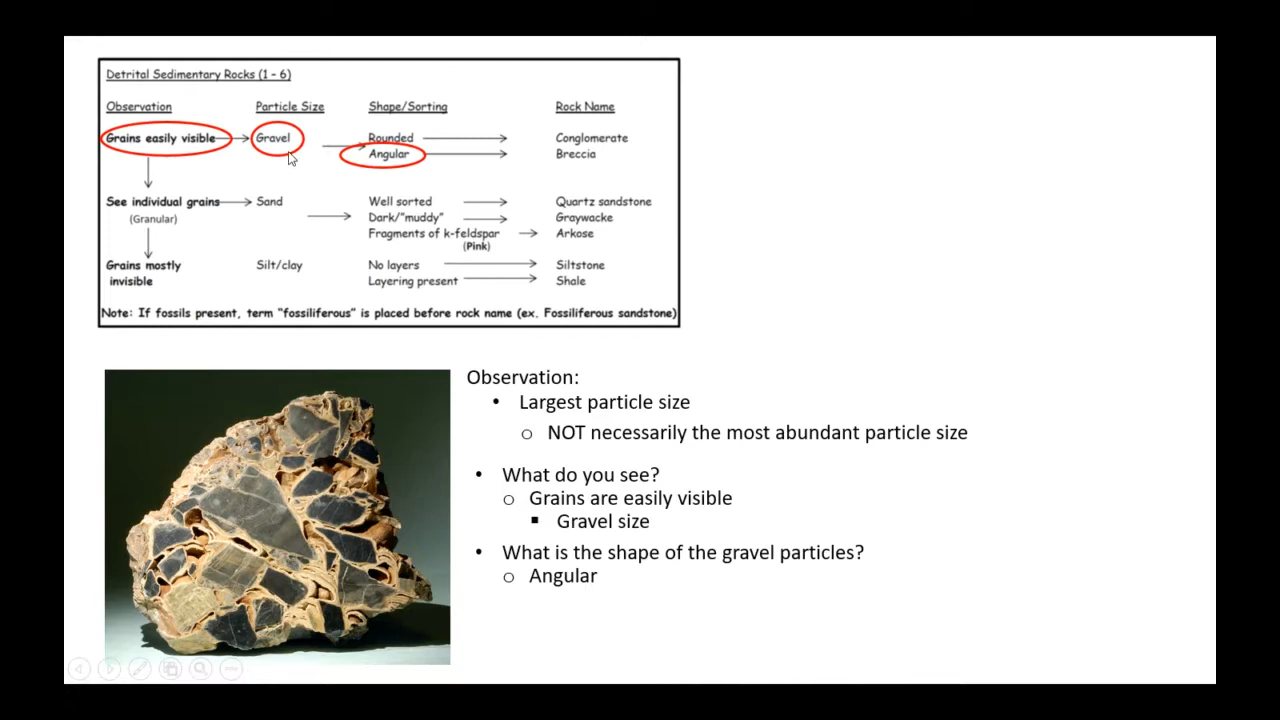 Detrital Sedimentary Rocks (1 – 6)
Observation Particle Size Shape/Sorting Rock Name
Grains easily visible Gravel Rounded Conglomerate
Angular Breccia
See individual grains Sand Well sorted Quartz sandstone
(Granular) Dark/"muddy" Graywacke
Fragments of k-feldspar Arkose
(Pink)
Grains mostly Silt/clay No layers Siltstone
invisible Layering present Shale
Note: If fossils present, term "fossiliferous" is placed before rock name (ex. Fossiliferous sandstone)
Observation:
• Largest particle size
o NOT necessarily the most abundant particle size
• What do you see?
o Grains are easily visible
▪ Gravel size
• What is the shape of the gravel particles?
o Angular